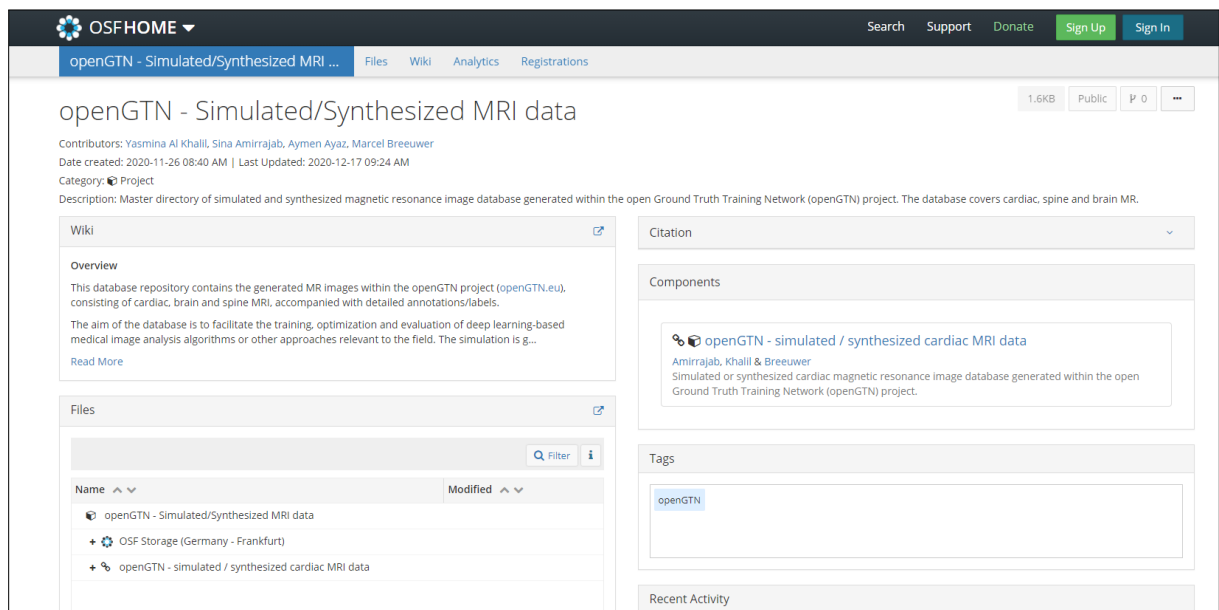 OSFHOME
Search Support Donate Sign Up Sign In
openGTN - Simulated/Synthesized MRI ... Files Wiki Analytics Registrations
openGTN - Simulated/Synthesized MRI data
1.6KB Public 0 ...
Contributors: Yasmina Al Khalil, Sina Amirrajab, Aymen Ayaz, Marcel Breeuwer
Date created: 2020-11-26 08:40 AM | Last Updated: 2020-12-17 09:24 AM
Category: Project
Description: Master directory of simulated and synthesized magnetic resonance image database generated within the open Ground Truth Training Network (openGTN) project. The database covers cardiac, spine and brain MR.
Wiki
Overview
This database repository contains the generated MR images within the openGTN project (openGTN.eu),
consisting of cardiac, brain and spine MRI, accompanied with detailed annotations/labels.
The aim of the database is to facilitate the training, optimization and evaluation of deep learning-based
medical image analysis algorithms or other approaches relevant to the field. The simulation is g...
Read More
Files
Filter i
Name Modified
openGTN - Simulated/Synthesized MRI data
+ OSF Storage (Germany - Frankfurt)
+ openGTN - simulated / synthesized cardiac MRI data
Citation
Components
openGTN - simulated / synthesized cardiac MRI data
Amirrajab, Khalil & Breeuwer
Simulated or synthesized cardiac magnetic resonance image database generated within the open
Ground Truth Training Network (openGTN) project.
Tags
openGTN
Recent Activity